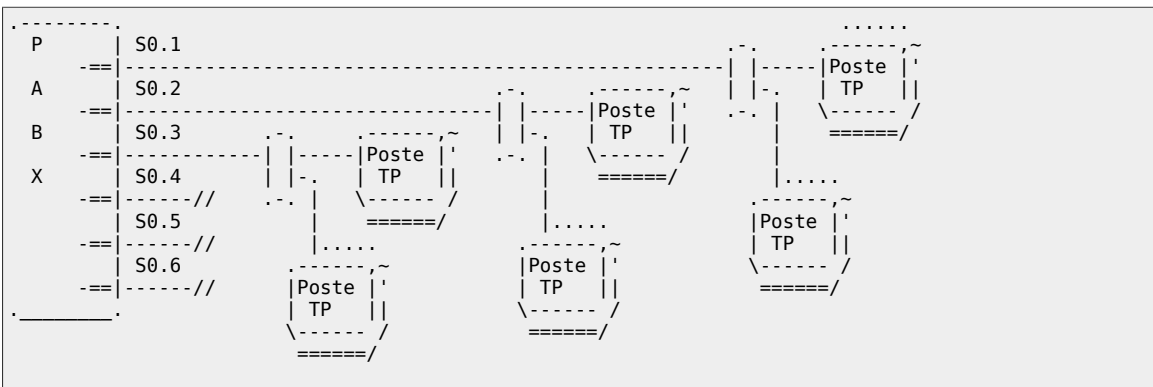 P S0.1
Poste
A S0.2 TP
Poste
B S0.3 TP
Poste
X S0.4 TP
S0.5 Poste
TP
S0.6 Poste
Poste TP
TP